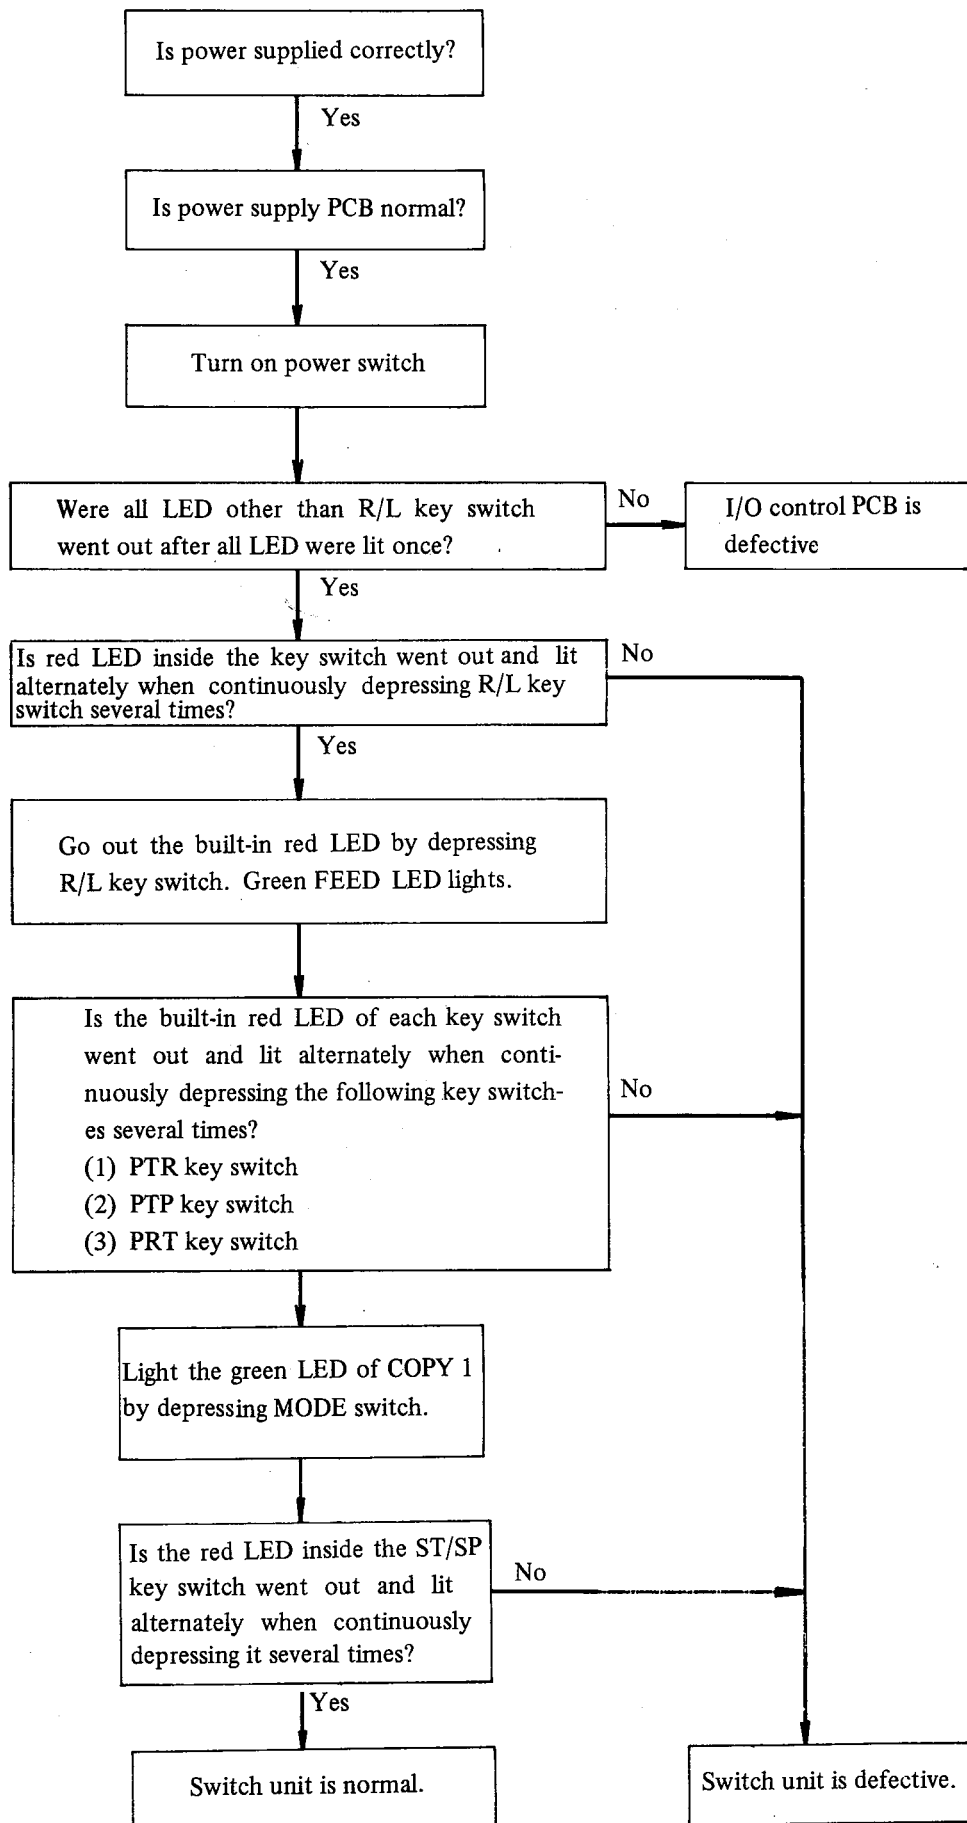 Is power supplied correctly?
Yes
Is power supply PCB normal?
Yes
Turn on power switch
Were all LED other than R/L key switch
went out after all LED were lit once?
No
I/O control PCB is
defective
Yes
Is red LED inside the key switch went out and lit
alternately when continuously depressing R/L key
switch several times?
No
Yes
Go out the built-in red LED by depressing
R/L key switch. Green FEED LED lights.
Is the built-in red LED of each key switch
went out and lit alternately when conti-
nuously depressing the following key switch-
es several times?
(1) PTR key switch
(2) PTP key switch
(3) PRT key switch
No
Light the green LED of COPY 1
by depressing MODE switch.
Is the red LED inside the ST/SP
key switch went out and lit
alternately when continuously
depressing it several times?
No
Yes
Switch unit is normal.
Switch unit is defective.